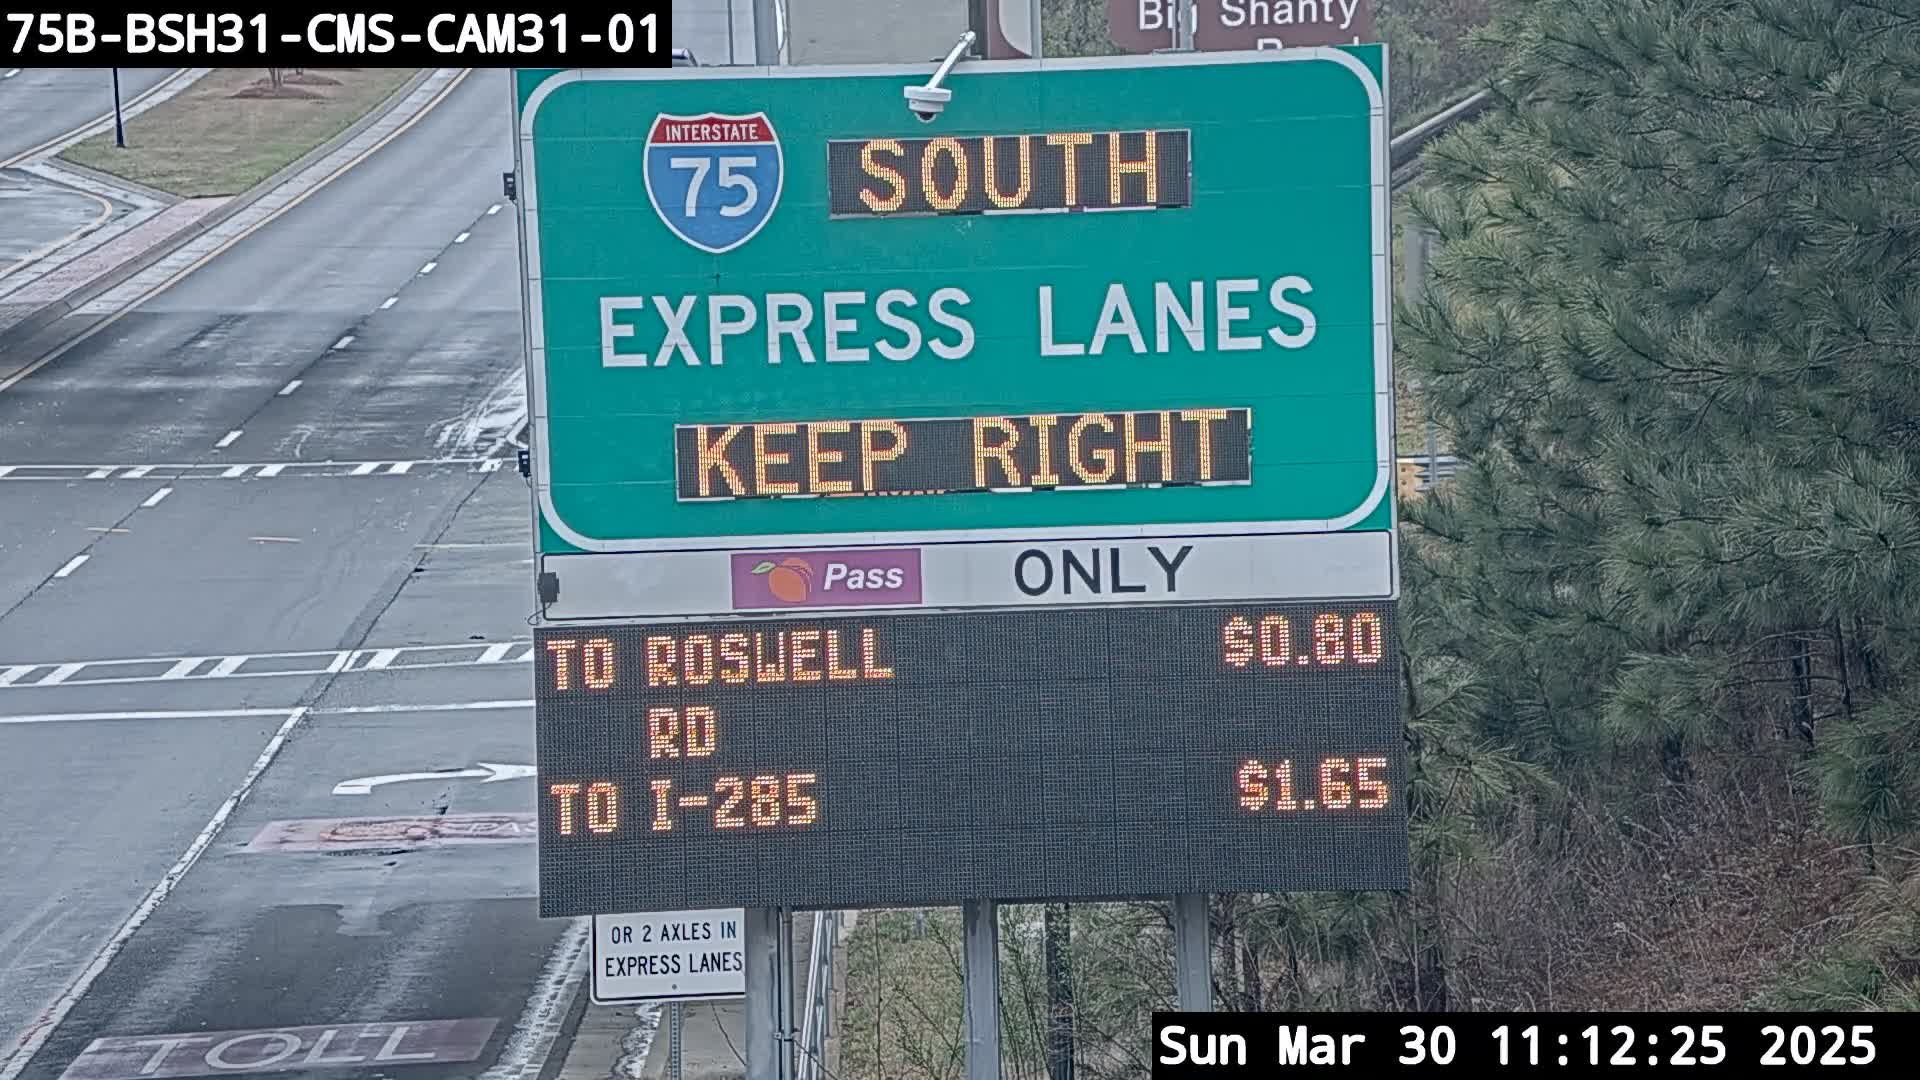 75B-BSH31-CMS-CAM31-01
Big Shanty
INTERSTATE
75
SOUTH
EXPRESS LANES
KEEP RIGHT
Pass ONLY
TO ROSWELL $0.80
RD
TO I-285 $1.65
OR 2 AXLES IN
EXPRESS LANES
TOLL
Sun Mar 30 11:12:25 2025